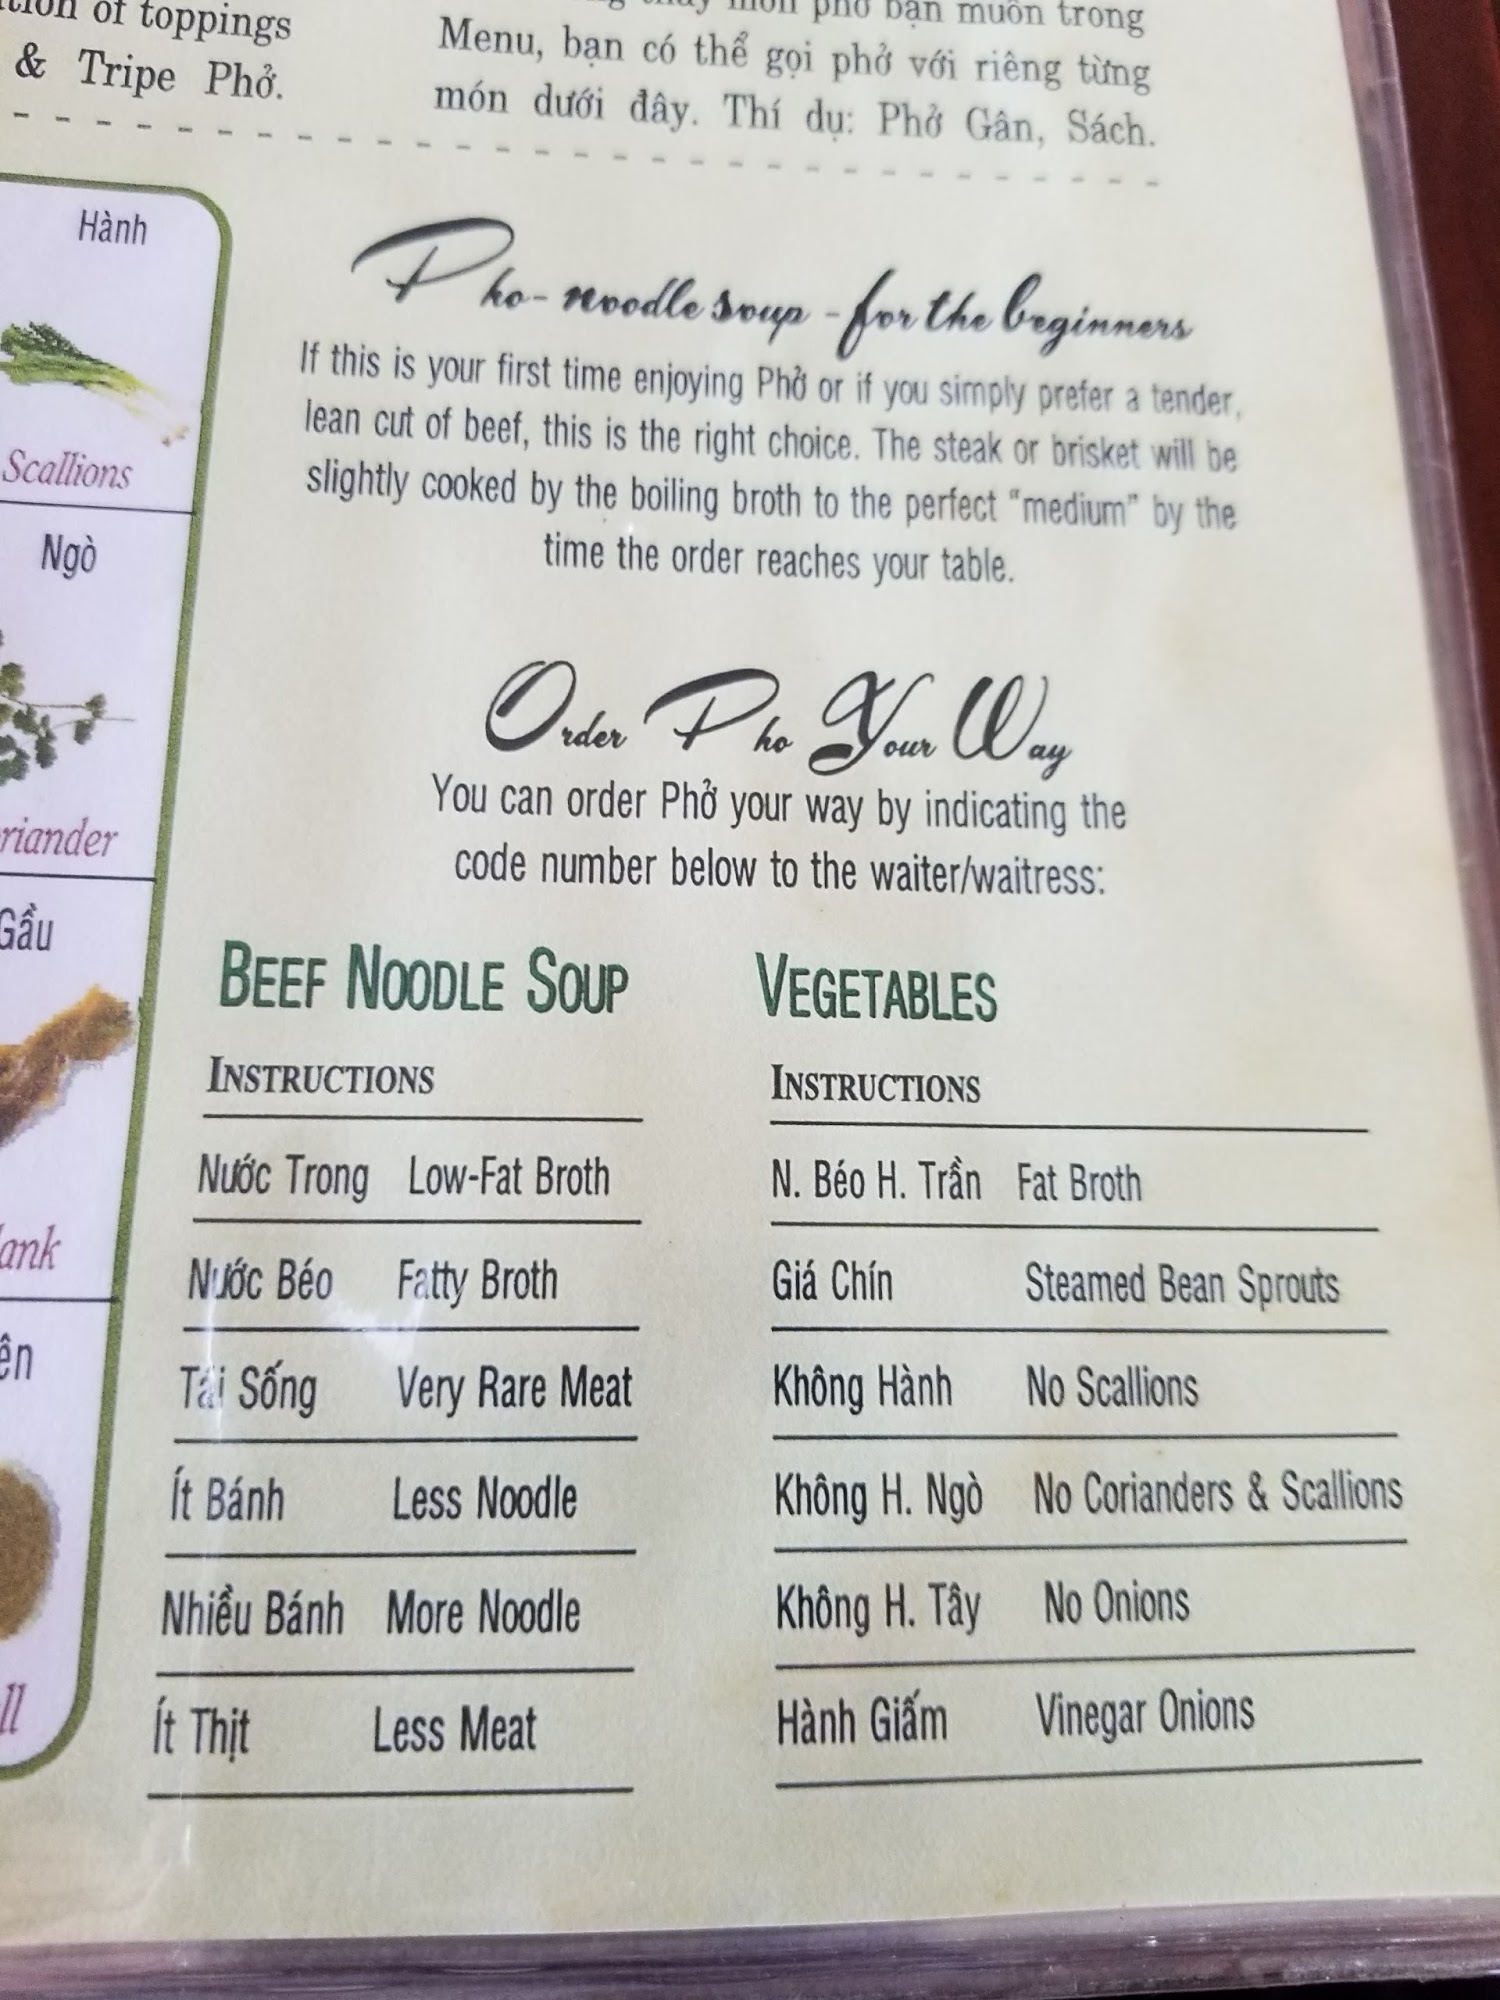 of toppings
& Tripe Phở.
món phở bạn muốn trong
Menu, bạn có thể gọi phở với riêng từng
món dưới đây. Thí dụ: Phở Gân, Sách.
Hành
Scallions
Ngò
Gầu
Pho - noodle soup - for the beginners
If this is your first time enjoying Phở or if you simply prefer a tender,
lean cut of beef, this is the right choice. The steak or brisket will be
slightly cooked by the boiling broth to the perfect "medium" by the
time the order reaches your table.
Order Pho Your Way
You can order Phở your way by indicating the
code number below to the waiter/waitress:
BEEF NOODLE SOUP
INSTRUCTIONS
Nước Trong Low-Fat Broth
Nước Béo Fatty Broth
Tái Sống Very Rare Meat
Ít Bánh Less Noodle
Nhiều Bánh More Noodle
Ít Thịt Less Meat
VEGETABLES
INSTRUCTIONS
N. Béo H. Trần Fat Broth
Giá Chín Steamed Bean Sprouts
Không Hành No Scallions
Không H. Ngò No Corianders & Scallions
Không H. Tây No Onions
Hành Giấm Vinegar Onions